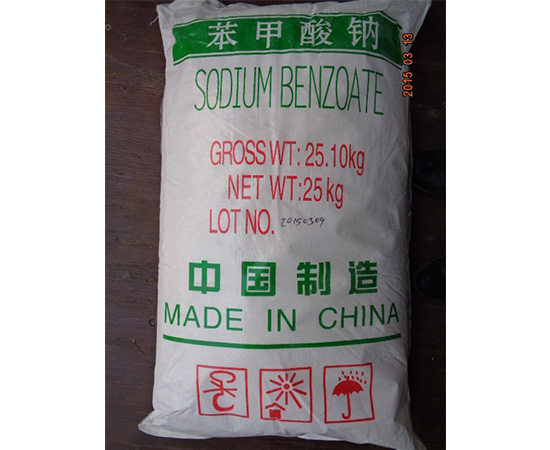 苯甲酸钠
2015 03 13
SODIUM BENZOATE
GROSS WT: 25.10kg
NET WT:25kg
LOT NO. 20150309
中国制造
MADE IN CHINA